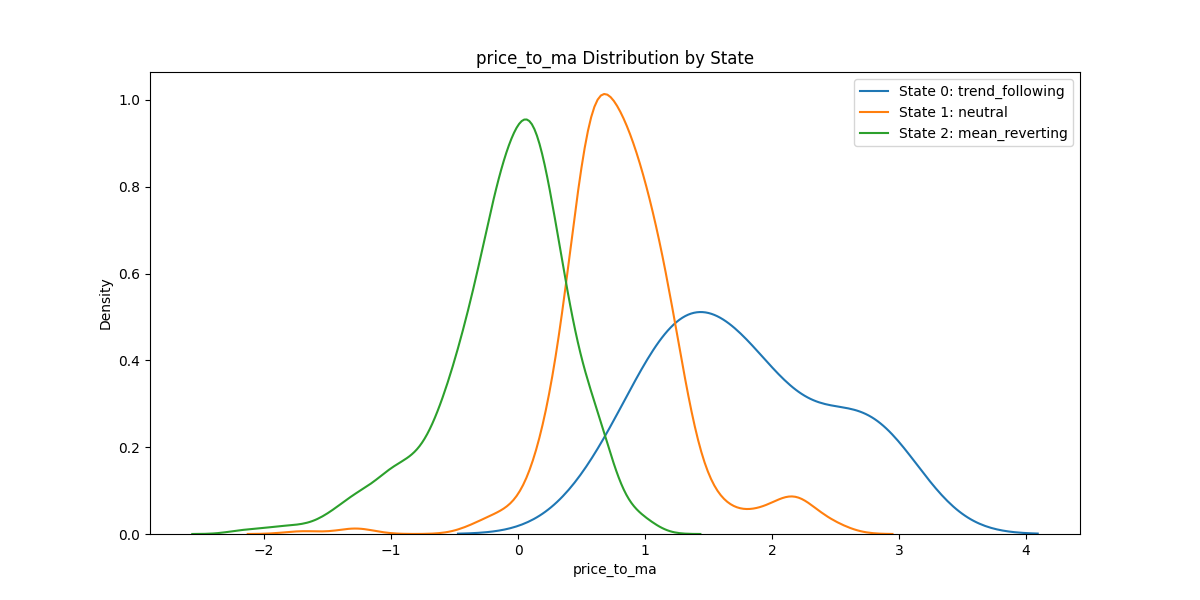 price_to_ma Distribution by State
State 0: trend_following
State 1: neutral
State 2: mean_reverting
Density
1.0
0.8
0.6
0.4
0.2
0.0
−2
−1
0
1
2
3
4
price_to_ma